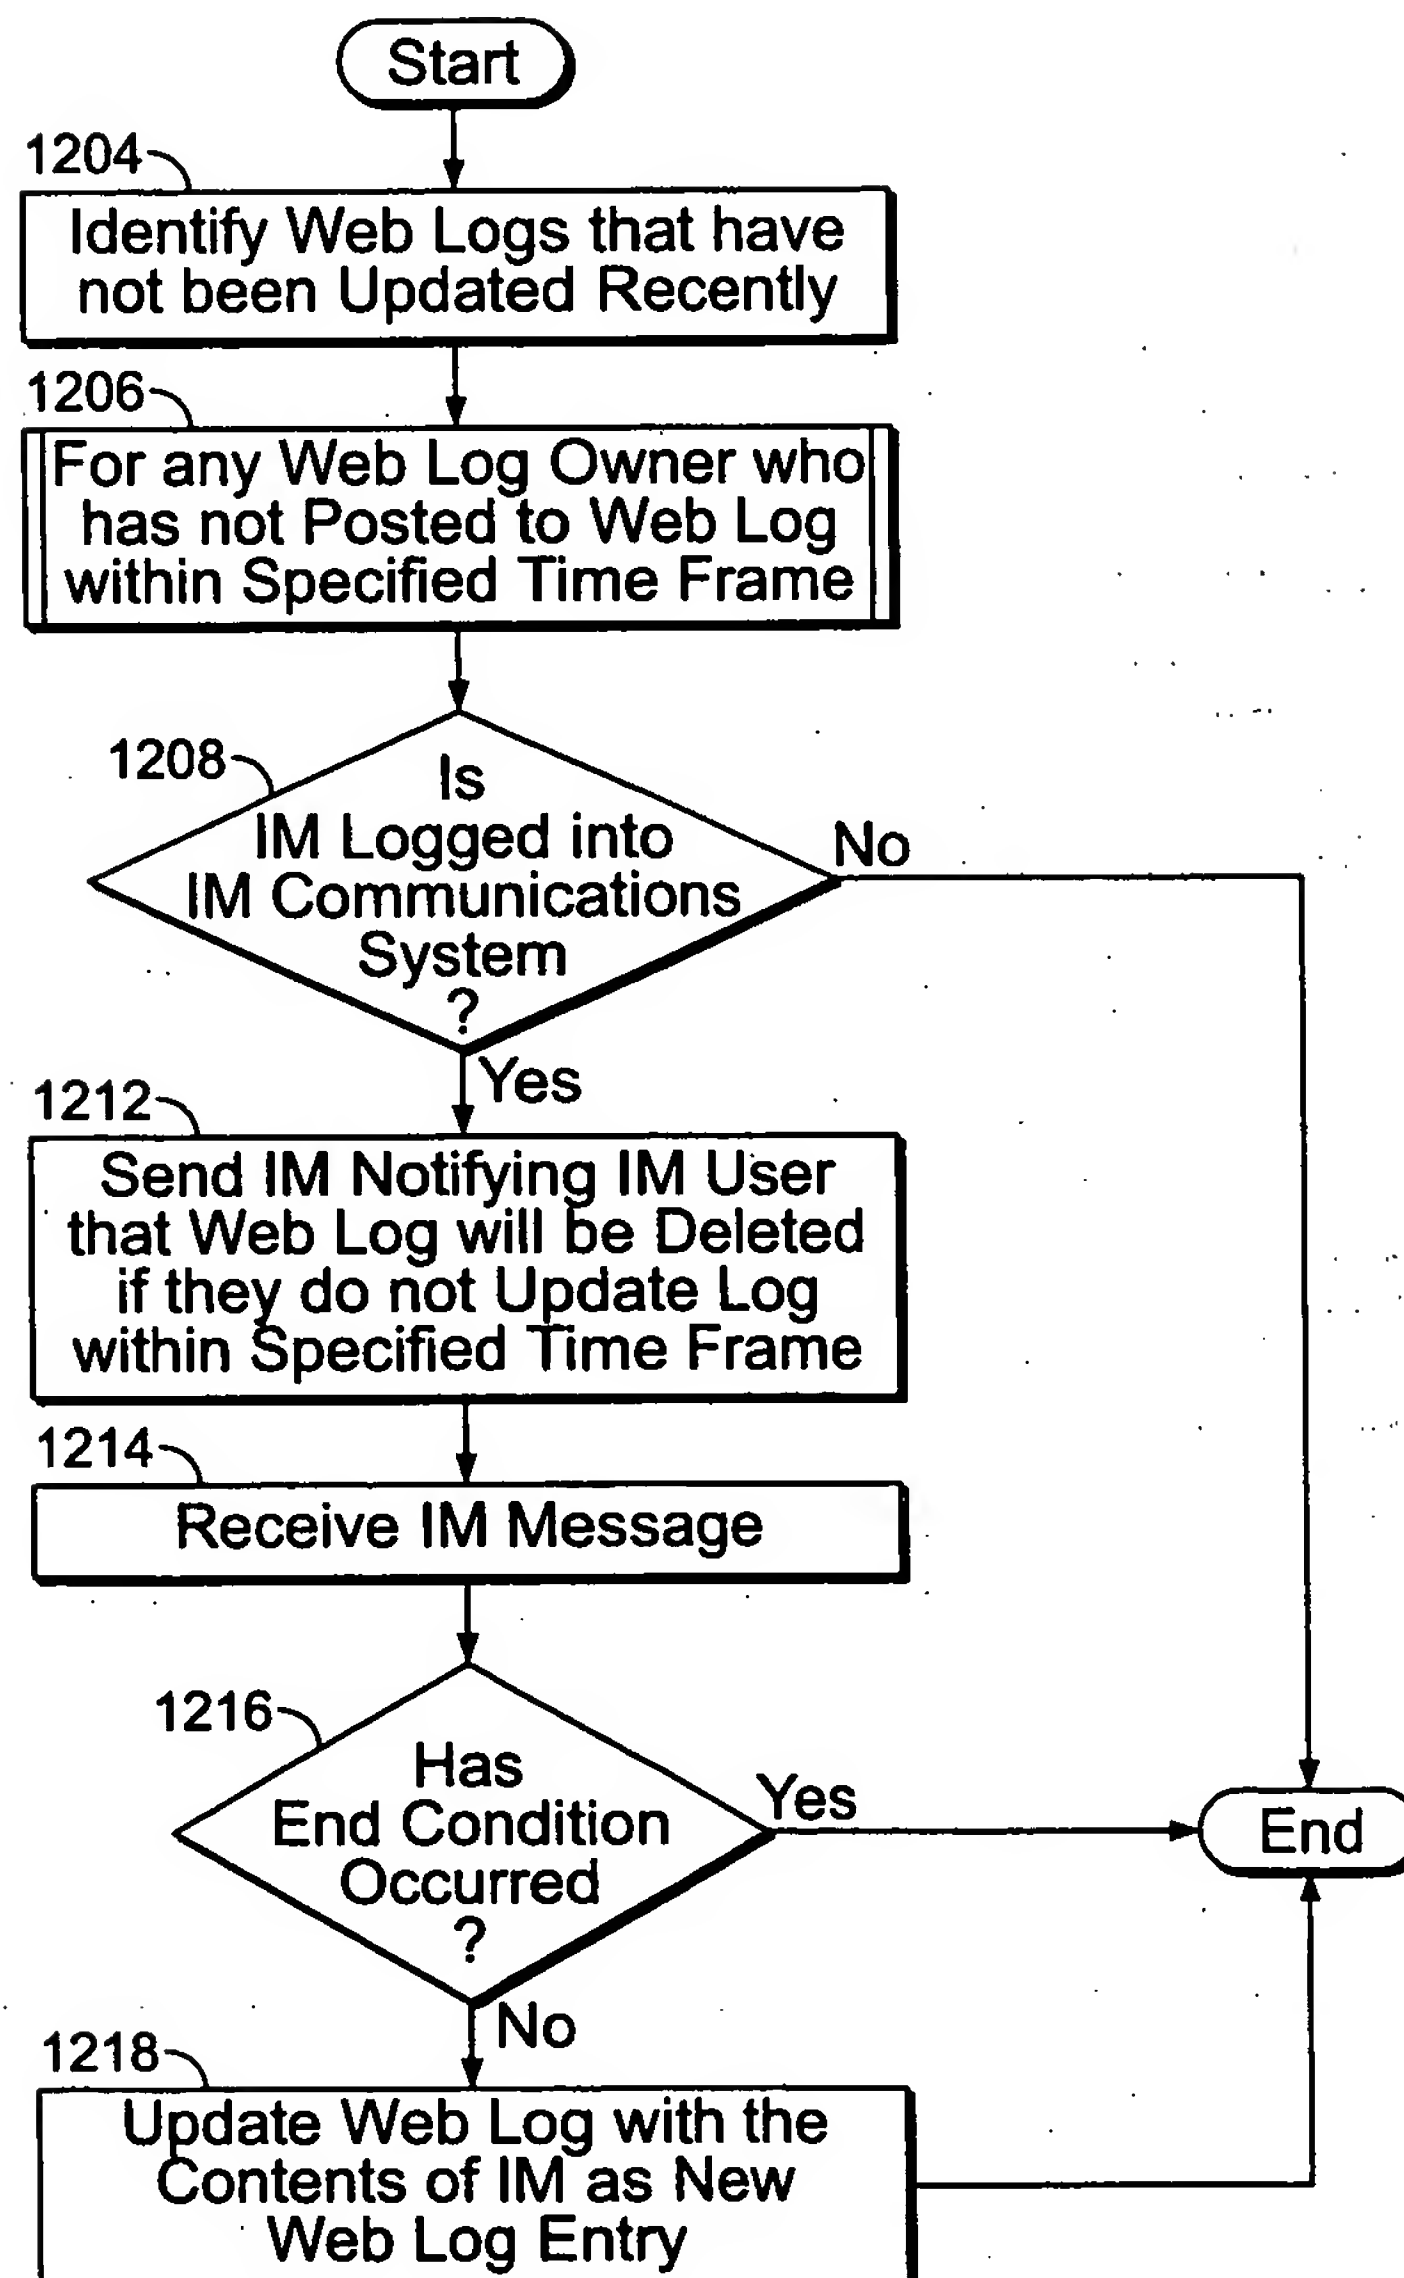 Start
1204
Identify Web Logs that have
not been Updated Recently
1206
For any Web Log Owner who
has not Posted to Web Log
within Specified Time Frame
1208
Is
IM Logged into
IM Communications
System
?
No
Yes
1212
Send IM Notifying IM User
that Web Log will be Deleted
if they do not Update Log
within Specified Time Frame
1214
Receive IM Message
1216
Has
End Condition
Occurred
?
Yes
End
No
1218
Update Web Log with the
Contents of IM as New
Web Log Entry